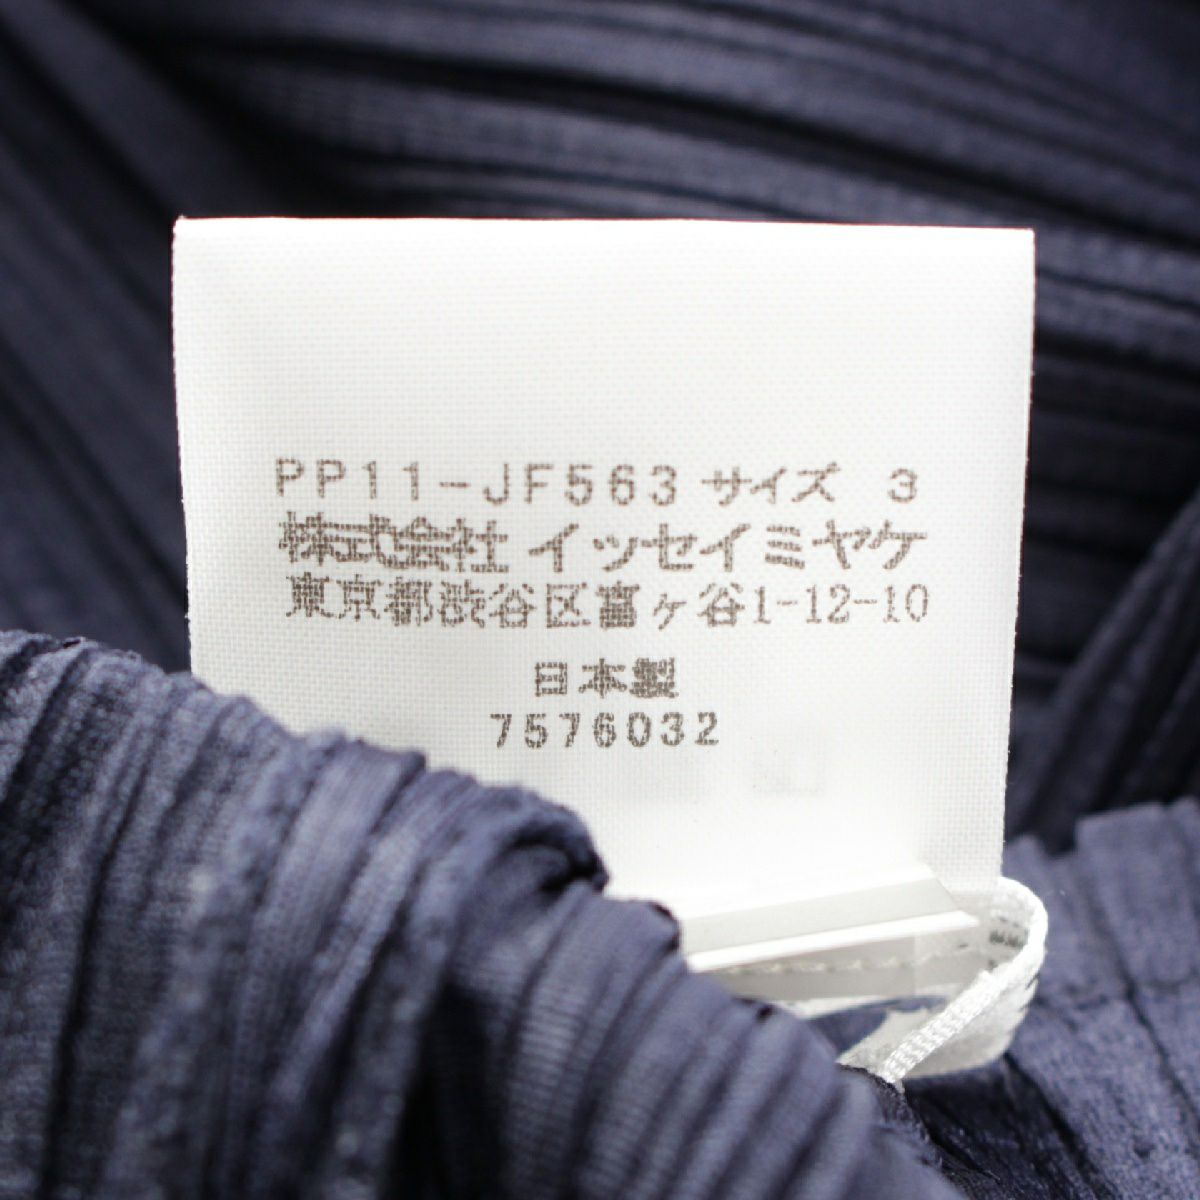 PP11-JF563 サイズ 3
株式会社 イッセイミヤケ
東京都渋谷区富ヶ谷1-12-10
日本製
7576032